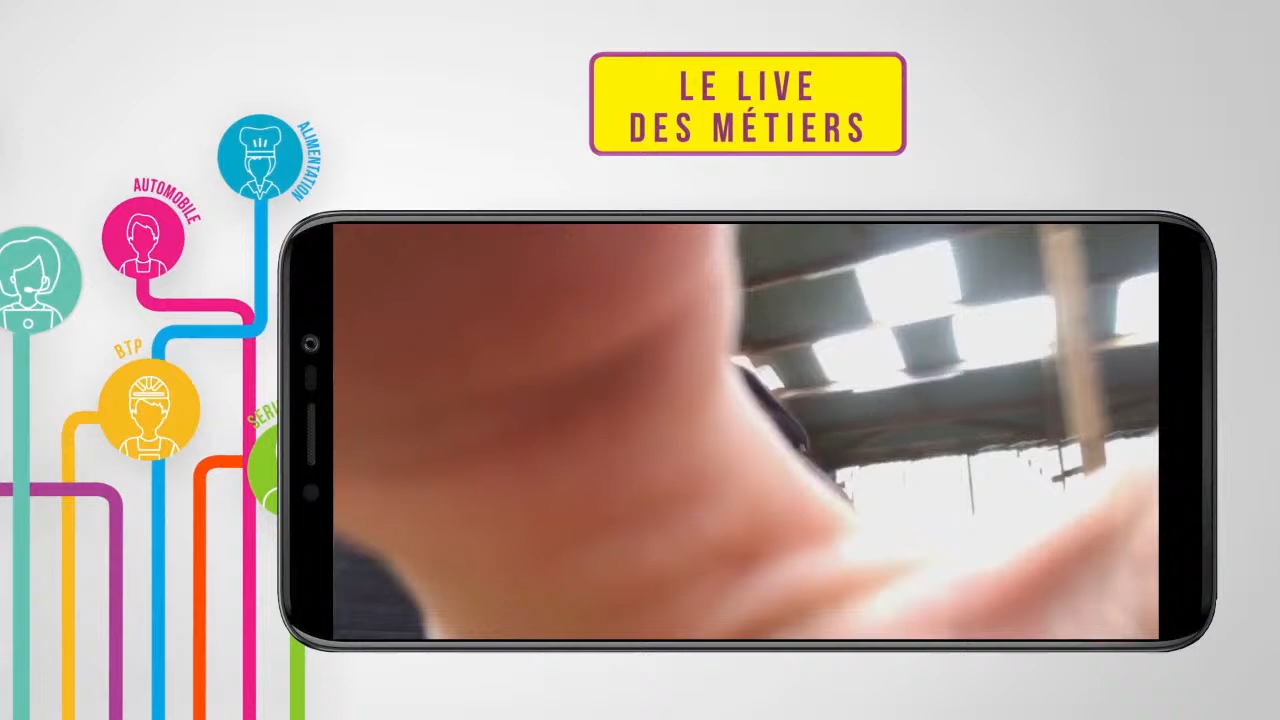 LE LIVE
DES MÉTIERS
ALIMENTATION
AUTOMOBILE
BTP